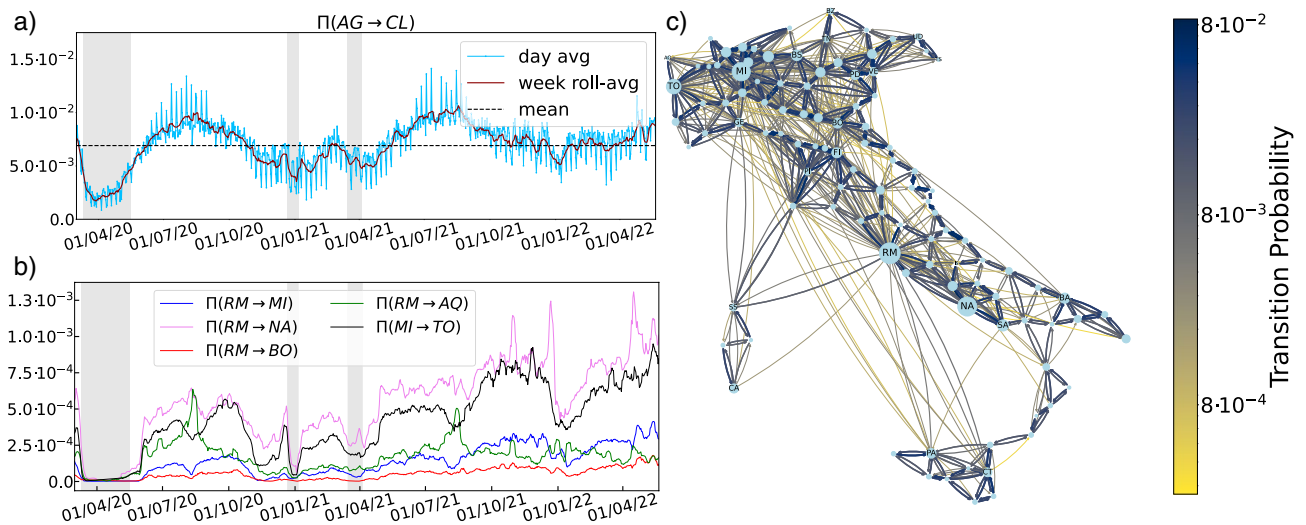 a)
Π(AG → CL)
1.5·10⁻²
1.0·10⁻²
5.0·10⁻³
0.0
day avg
week roll-avg
mean
01/04/20
01/07/20
01/10/20
01/01/21
01/04/21
01/07/21
01/10/21
01/01/22
01/04/22
b)
1.3·10⁻³
7.5·10⁻⁴
5.0·10⁻⁴
2.5·10⁻⁴
0.0
Π(RM → MI)
Π(RM → NA)
Π(RM → BO)
Π(RM → AQ)
Π(MI → TO)
01/04/20
01/07/20
01/10/20
01/01/21
01/04/21
01/07/21
01/10/21
01/01/22
01/04/22
c)
BZ
UD
TN
BS
MI
VE
TO
GE
FI
RM
NA
SA
BA
SS
CA
PA
CT
8·10⁻²
8·10⁻³
8·10⁻⁴
Transition Probability